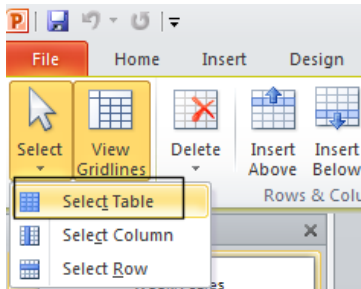 File Home Insert Design
Select View Gridlines Delete Insert Above Insert Below
Rows & Colu
Select Table
Select Column
Select Row